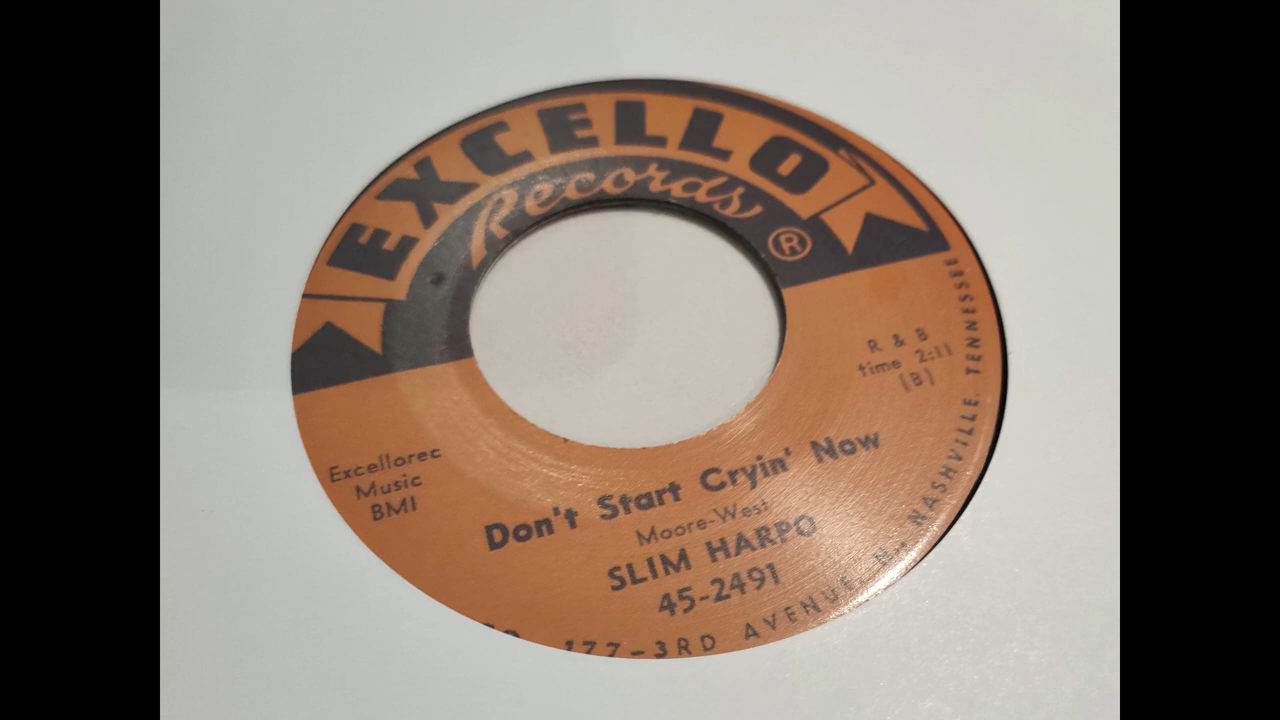 EXCELLO
Records
®
R & B
time 2:11
(B)
Excellorec
Music
BMI
Don't Start Cryin' Now
Moore-West
SLIM HARPO
45-2491
177-3RD AVENUE, N., NASHVILLE, TENNESSEE